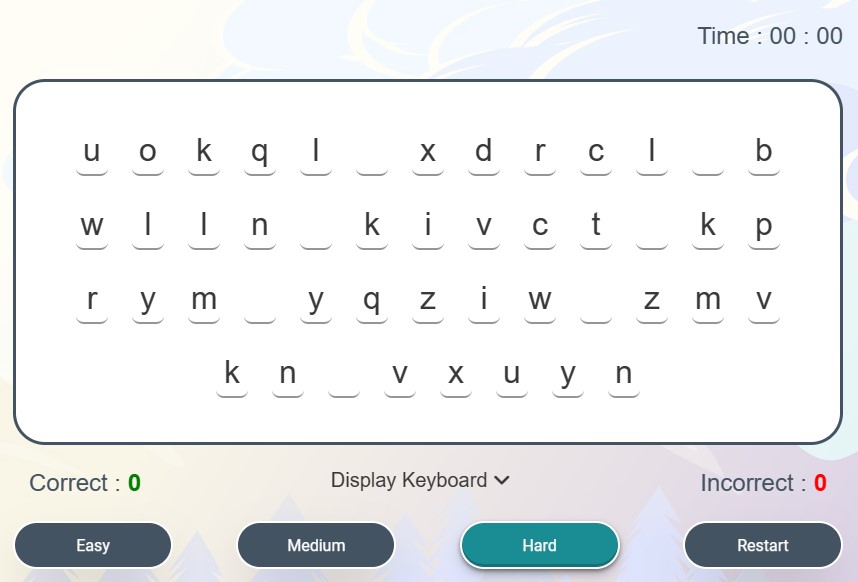 Time : 00 : 00
u o k q l _ x d r c l _ b
w l l n _ k i v c t _ k p
r y m _ y q z i w _ z m v
k n _ v x u y n
Correct : 0
Display Keyboard
Incorrect : 0
Easy
Medium
Hard
Restart